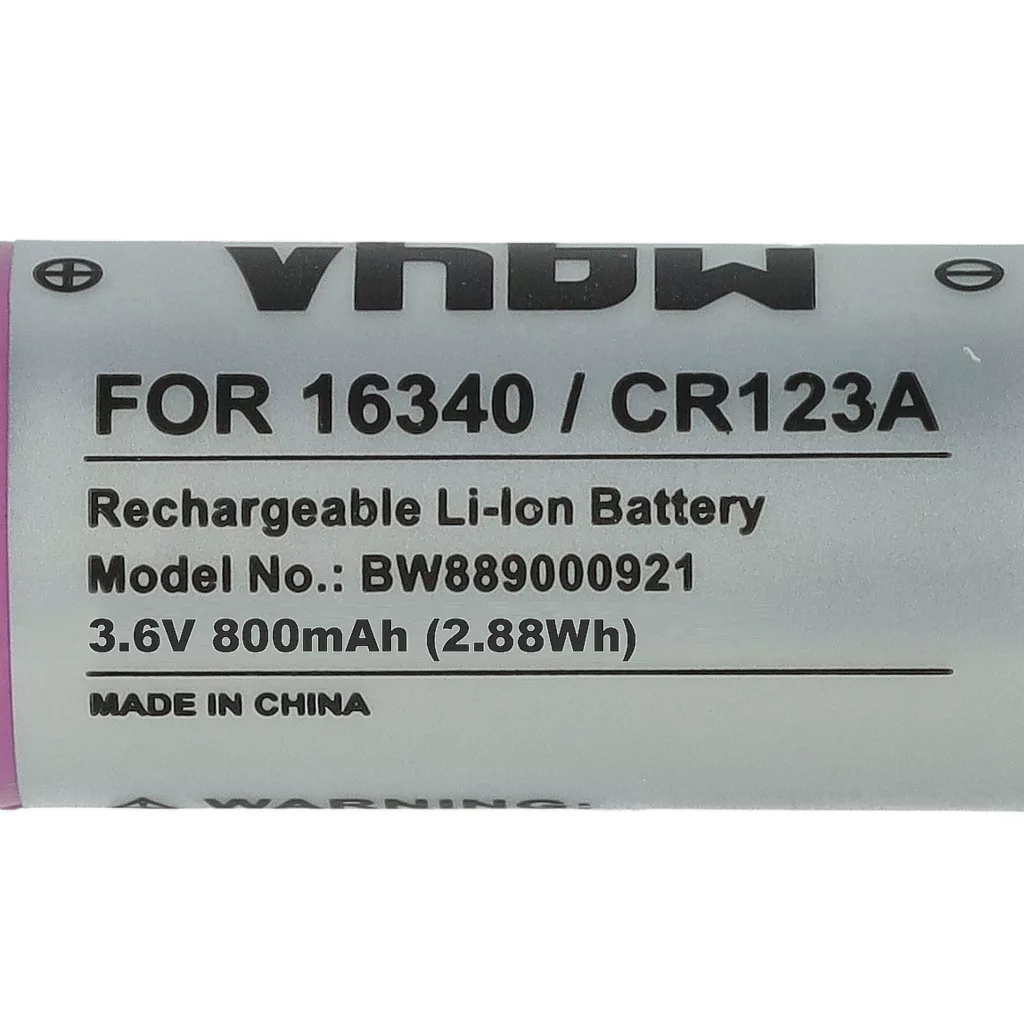 vhbw
FOR 16340 / CR123A
Rechargeable Li-Ion Battery
Model No.: BW889000921
3.6V 800mAh (2.88Wh)
MADE IN CHINA
WARNING: